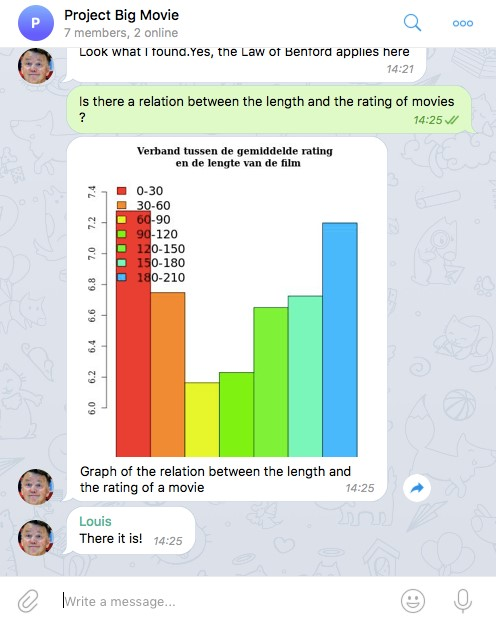 Project Big Movie
7 members, 2 online
P
Look what I found.Yes, the Law of Benford applies here
14:21
Is there a relation between the length and the rating of movies
?
14:25
Verband tussen de gemiddelde rating
en de lengte van de film
7.4
7.2
7.0
6.8
6.6
6.4
6.2
6.0
0-30
30-60
60-90
90-120
120-150
150-180
180-210
Graph of the relation between the length and
the rating of a movie
14:25
Louis
There it is!
14:25
Write a message...